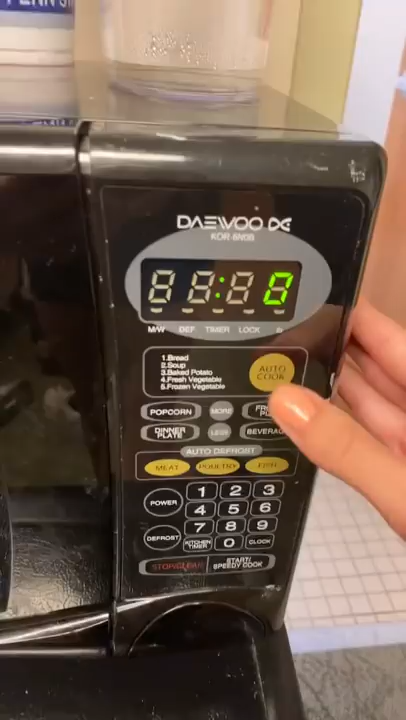 DAEWOO
KOR-6N0B
:0
M/W DEF TIMER LOCK
1.Bread
2.Soup
3.Baked Potato
4.Fresh Vegetable
5.Frozen Vegetable
AUTO COOK
POPCORN MORE
DINNER PLATE LESS BEVERAG
AUTO DEFROST
MEAT POULTRY FISH
POWER 1 2 3
4 5 6
DEFROST 7 8 9
KITCHEN TIMER 0 CLOCK
STOP/CLEAR START/ SPEEDY COOK